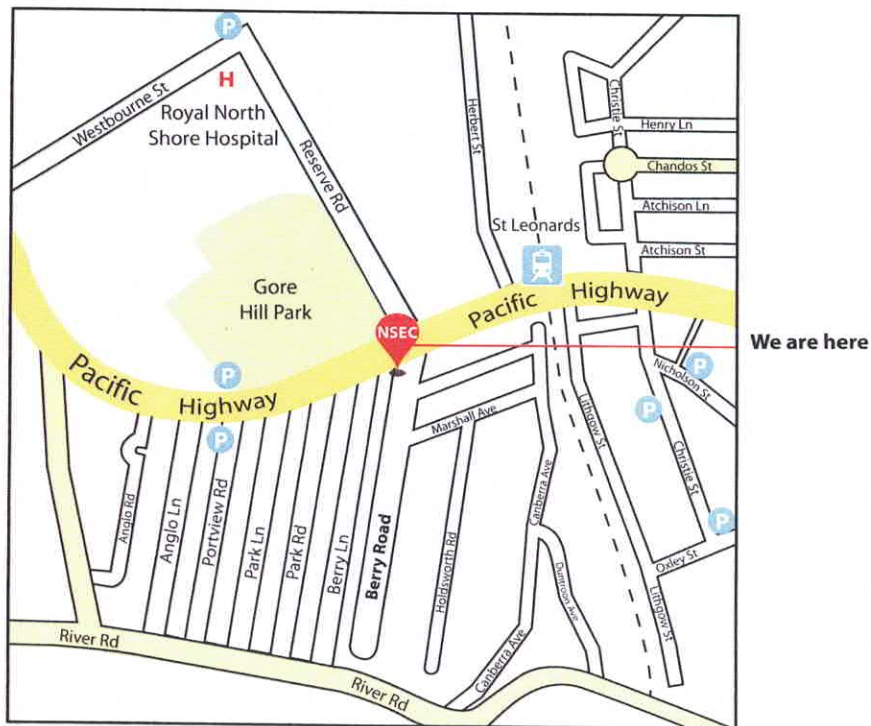 P
H
Royal North
Shore Hospital
Westbourne St
Reserve Rd
Herbert St
Christie St
Henry Ln
Chandos St
Atchison Ln
Atchison St
St Leonards
Gore
Hill Park
NSEC
Pacific Highway
We are here
Pacific Highway
P
P
P
P
P
Nicholson St
Marshall Ave
Lithgow St
Christie St
Canberra Ave
Anglo Rd
Anglo Ln
Portview Rd
Park Ln
Park Rd
Berry Ln
Berry Road
Holdsworth Rd
Duntroon Ave
Oxley St
Lithgow St
Canberra Ave
River Rd
River Rd